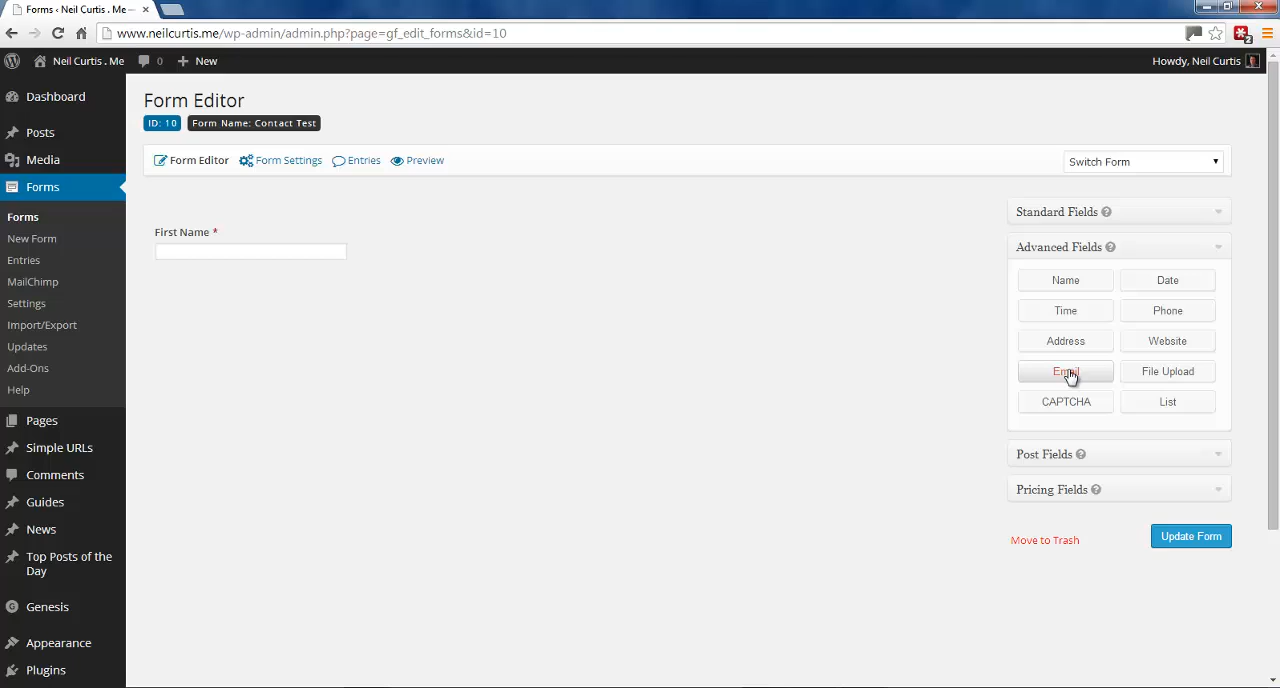 Forms ‹ Neil Curtis . Me —
www.neilcurtis.me/wp-admin/admin.php?page=gf_edit_forms&id=10
2
Neil Curtis . Me
0
New
Howdy, Neil Curtis
Dashboard
Posts
Media
Forms
Forms
New Form
Entries
MailChimp
Settings
Import/Export
Updates
Add-Ons
Help
Pages
Simple URLs
Comments
Guides
News
Top Posts of the
Day
Genesis
Appearance
Plugins
Form Editor
ID: 10
Form Name: Contact Test
Form Editor
Form Settings
Entries
Preview
Switch Form
First Name *
Standard Fields ?
Advanced Fields ?
Name
Date
Time
Phone
Address
Website
Email
File Upload
CAPTCHA
List
Post Fields ?
Pricing Fields ?
Move to Trash
Update Form